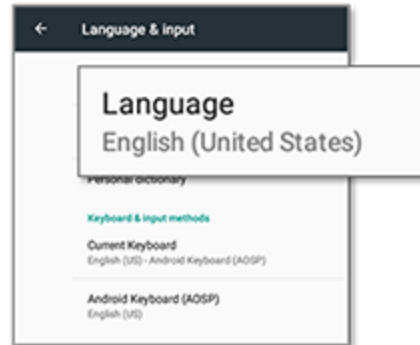 Language & input
Language
English (United States)
Personal dictionary
Keyboard & input methods
Current Keyboard
English (US) - Android Keyboard (AOSP)
Android Keyboard (AOSP)
English (US)